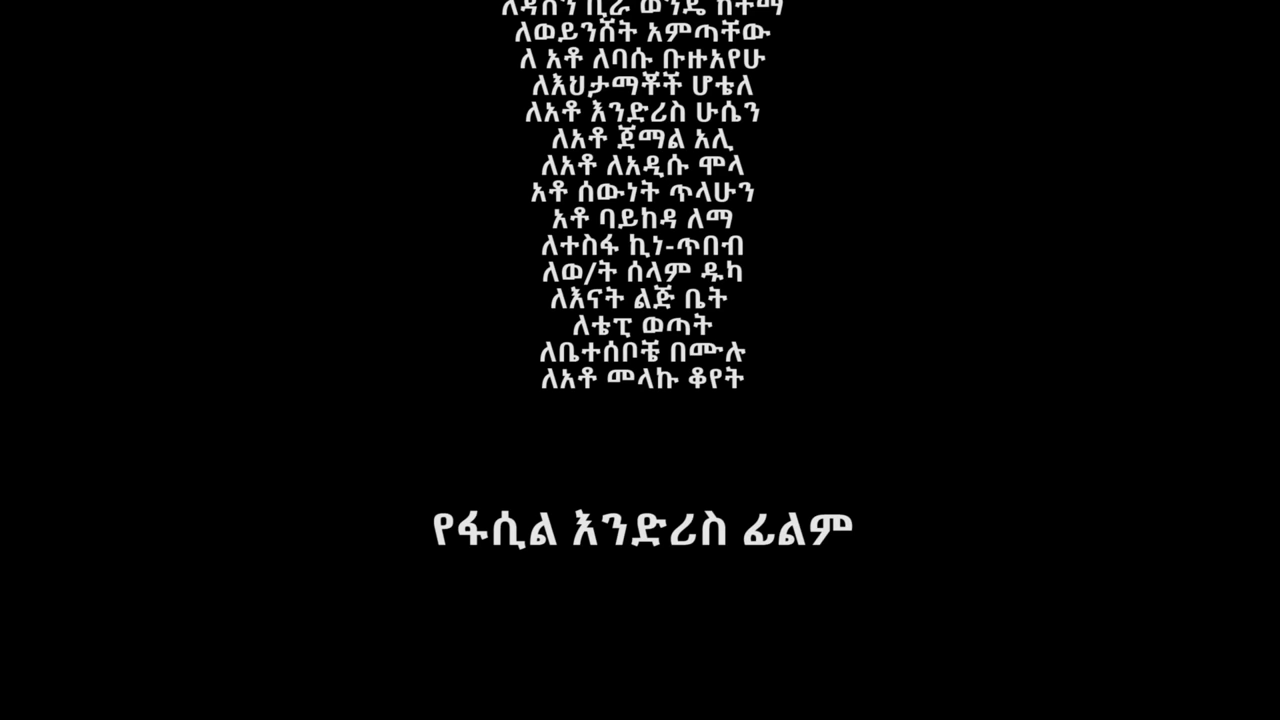 ለወይንሸት አምጣቸው
ለ አቶ ለባሱ ቡዙአየሁ
ለእህታማቾች ሆቴለ
ለአቶ እንድሪስ ሁሴን
ለአቶ ጀማል አሊ
ለአቶ ለአዲሱ ሞላ
አቶ ሰውነት ጥላሁን
አቶ ባይከዳ ለማ
ለተስፋ ኪነ-ጥበብ
ለወ/ት ሰላም ዱካ
ለእናት ልጅ ቤት
ለቴፒ ወጣት
ለቤተሰቦቼ በሙሉ
ለአቶ መላኩ ቆየት
የፋሲል እንድሪስ ፊልም